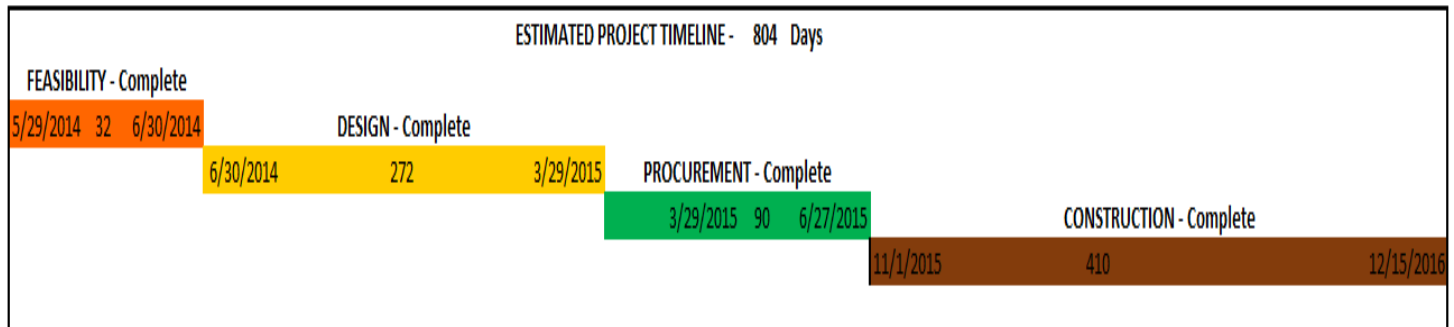 ESTIMATED PROJECT TIMELINE - 804 Days
FEASIBILITY - Complete
5/29/2014 32 6/30/2014
DESIGN - Complete
6/30/2014 272 3/29/2015
PROCUREMENT - Complete
3/29/2015 90 6/27/2015
CONSTRUCTION - Complete
11/1/2015 410 12/15/2016